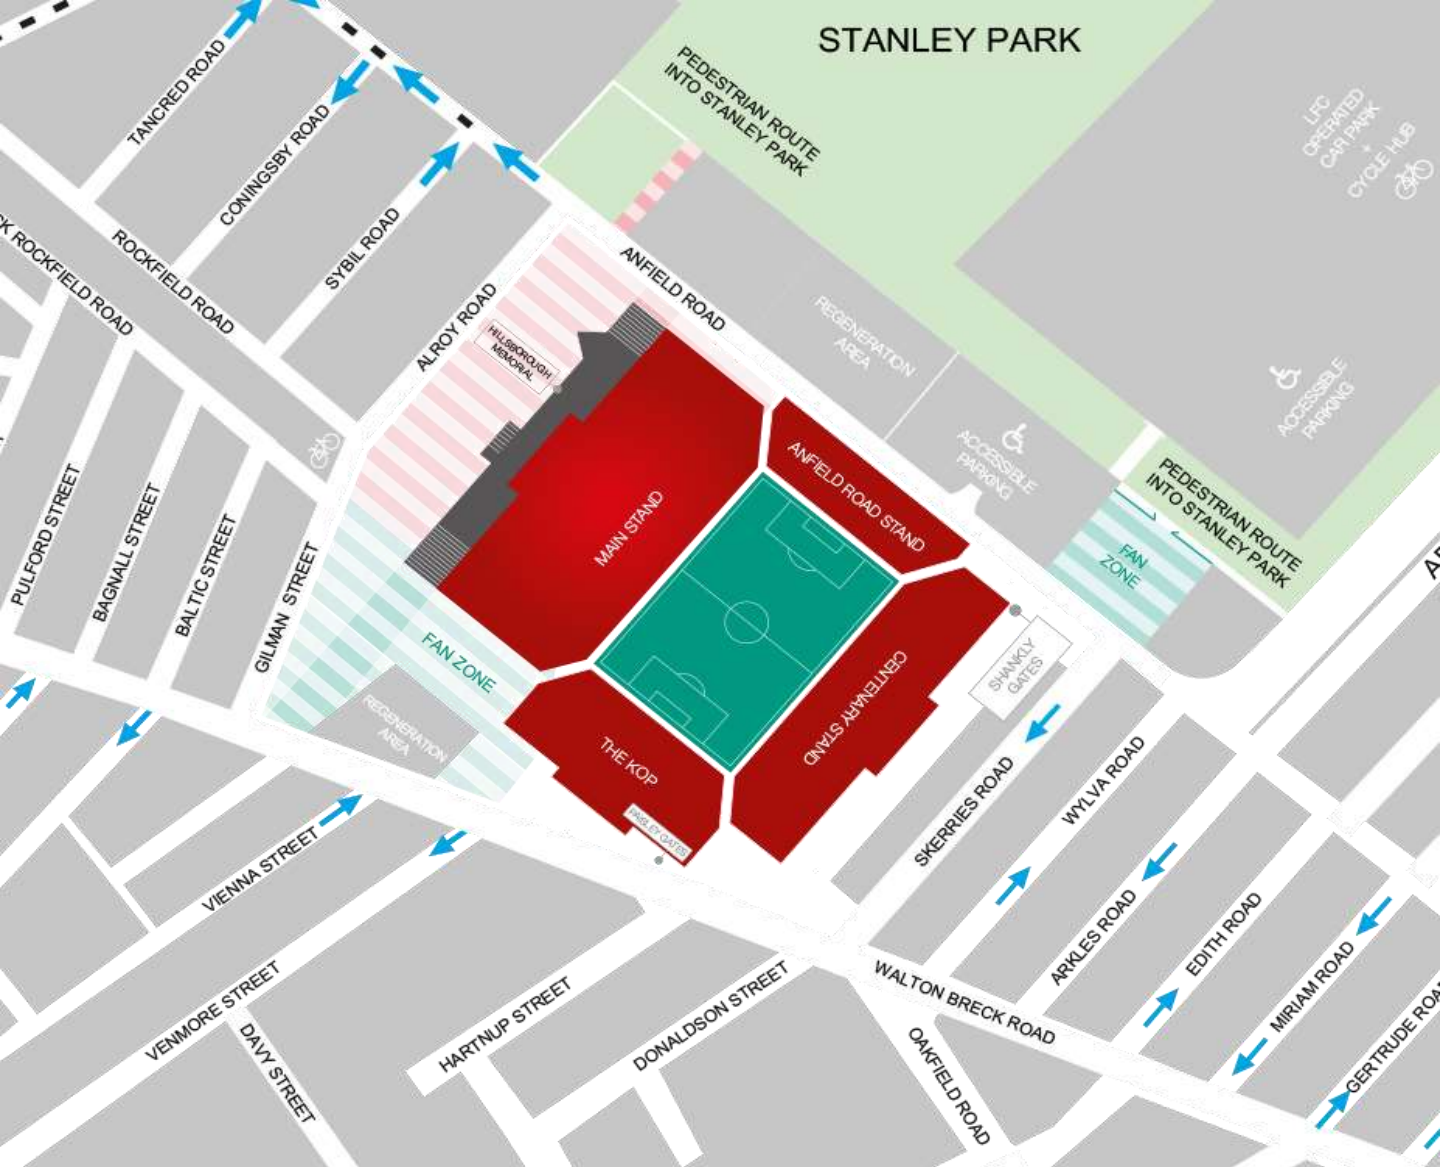 STANLEY PARK
PEDESTRIAN ROUTE
INTO STANLEY PARK
LFC
OPERATED
CAR PARK
+
CYCLE HUB
TANCRED ROAD
CONINGSBY ROAD
SYBIL ROAD
ROCKFIELD ROAD
CK ROCKFIELD ROAD
ALROY ROAD
ANFIELD ROAD
HILLSBOROUGH
MEMORIAL
REGENERATION
AREA
ACCESSIBLE
PARKING
ACCESSIBLE
PARKING
PEDESTRIAN ROUTE
INTO STANLEY PARK
FAN
ZONE
MAIN STAND
ANFIELD ROAD STAND
CENTENARY STAND
THE KOP
SHANKLY
GATES
PAISLEY GATES
FAN ZONE
REGENERATION
AREA
PULFORD STREET
BAGNALL STREET
BALTIC STREET
GILMAN STREET
VIENNA STREET
VENMORE STREET
DAVY STREET
HARTNUP STREET
DONALDSON STREET
OAKFIELD ROAD
WALTON BRECK ROAD
SKERRIES ROAD
WYLVA ROAD
ARKLES ROAD
EDITH ROAD
MIRIAM ROAD
GERTRUDE ROAD